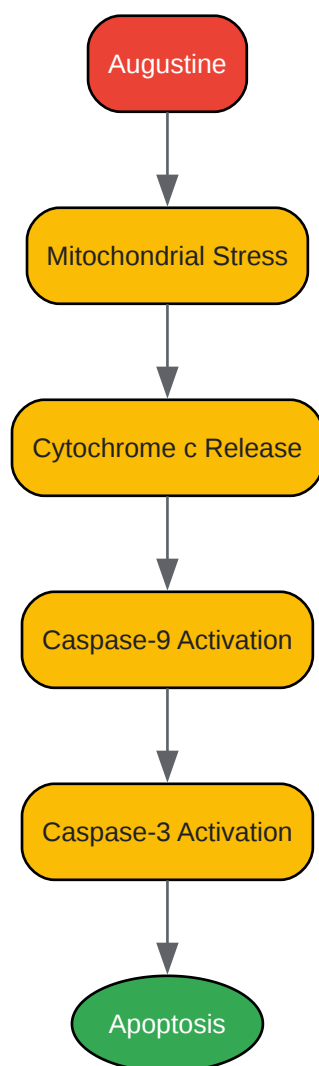 Augustine
Mitochondrial Stress
Cytochrome c Release
Caspase-9 Activation
Caspase-3 Activation
Apoptosis